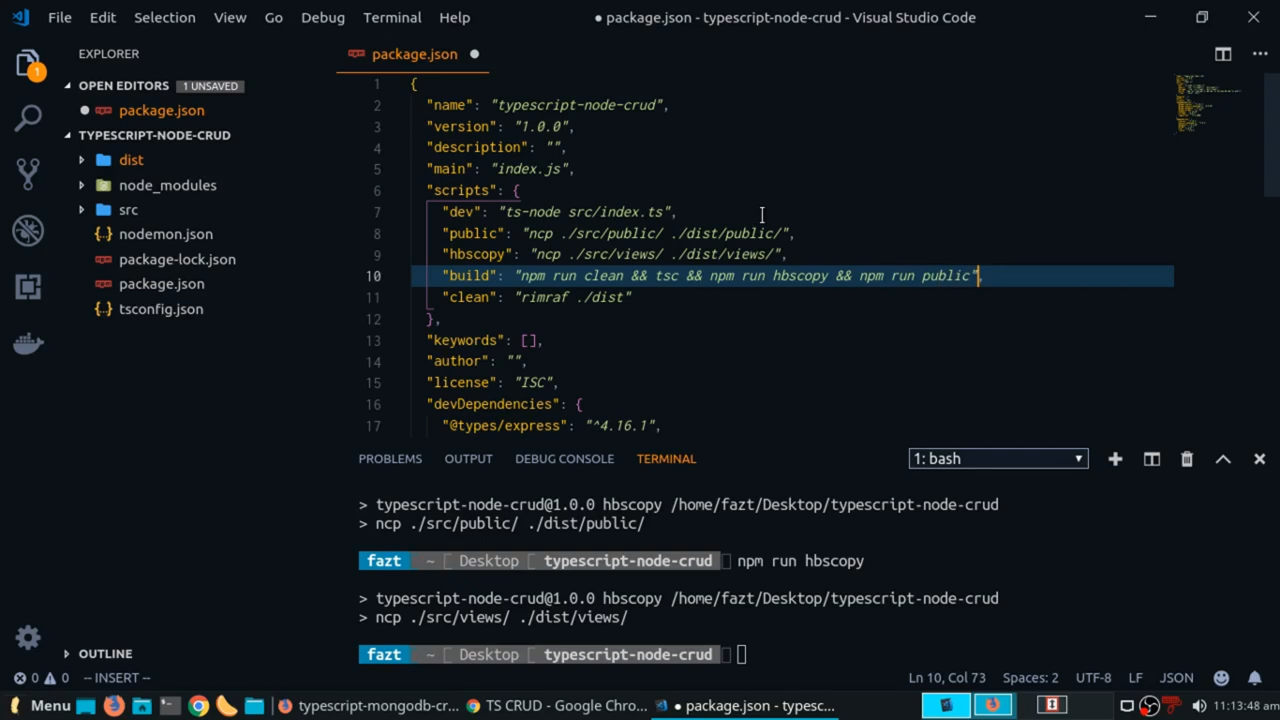 File Edit Selection View Go Debug Terminal Help
● package.json - typescript-node-crud - Visual Studio Code
EXPLORER
OPEN EDITORS 1 UNSAVED
package.json
TYPESCRIPT-NODE-CRUD
dist
node_modules
src
nodemon.json
package-lock.json
package.json
tsconfig.json
OUTLINE
1
package.json
1 {
2 "name": "typescript-node-crud",
3 "version": "1.0.0",
4 "description": "",
5 "main": "index.js",
6 "scripts": {
7 "dev": "ts-node src/index.ts",
8 "public": "ncp ./src/public/ ./dist/public/",
9 "hbscopy": "ncp ./src/views/ ./dist/views/",
10 "build": "npm run clean && tsc && npm run hbscopy && npm run public",
11 "clean": "rimraf ./dist"
12 },
13 "keywords": [],
14 "author": "",
15 "license": "ISC",
16 "devDependencies": {
17 "@types/express": "^4.16.1",
PROBLEMS OUTPUT DEBUG CONSOLE TERMINAL 1: bash
> typescript-node-crud@1.0.0 hbscopy /home/fazt/Desktop/typescript-node-crud
> ncp ./src/public/ ./dist/public/
fazt ~ Desktop typescript-node-crud npm run hbscopy
> typescript-node-crud@1.0.0 hbscopy /home/fazt/Desktop/typescript-node-crud
> ncp ./src/views/ ./dist/views/
fazt ~ Desktop typescript-node-crud
0 0 -- INSERT -- Ln 10, Col 73 Spaces: 2 UTF-8 LF JSON
Menu typescript-mongodb-cr... TS CRUD - Google Chro... ● package.json - typesc... 11:13:48 am